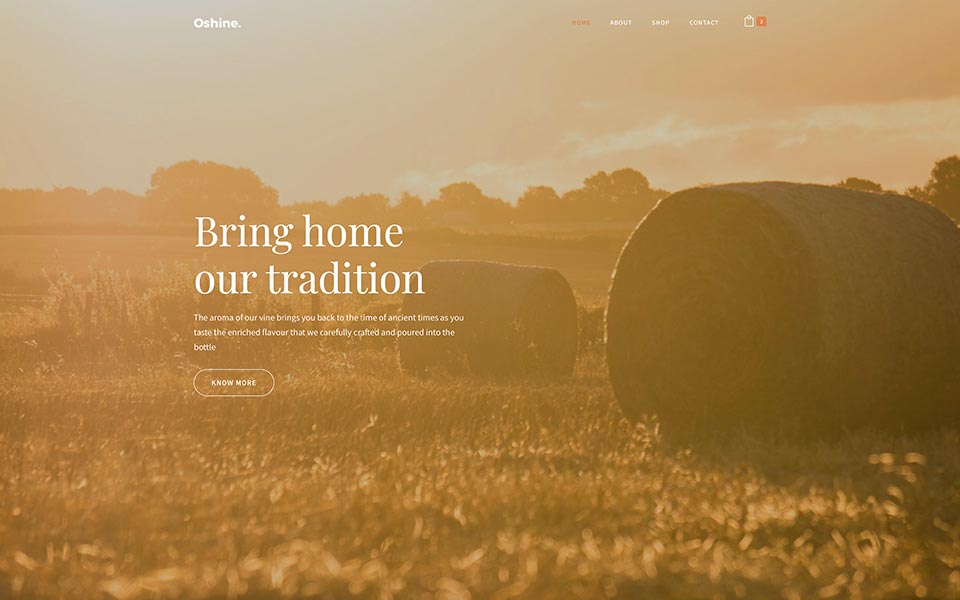 Oshine.
HOME ABOUT SHOP CONTACT 2
Bring home
our tradition
The aroma of our vine brings you back to the time of ancient times as you
taste the enriched flavour that we carefully crafted and poured into the
bottle
KNOW MORE